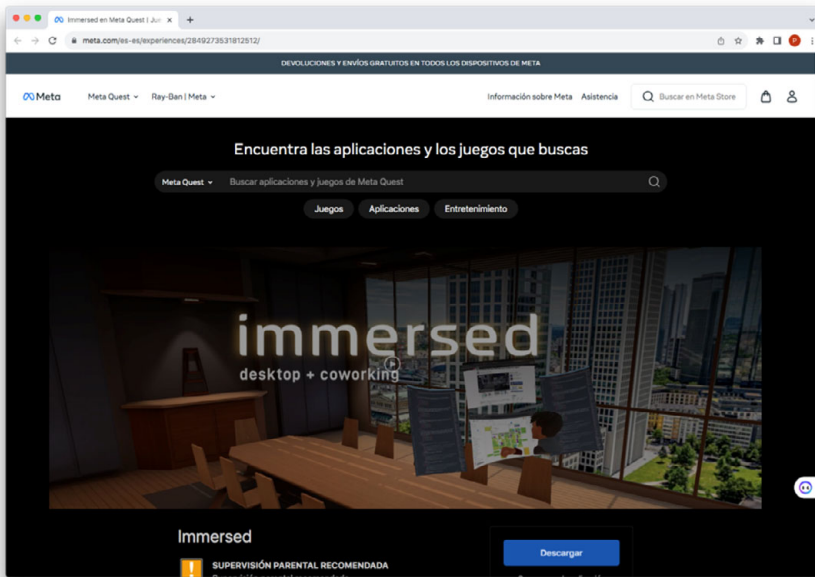 Immersed en Meta Quest | Jue
meta.com/es-es/experiences/2849273531812512/
P
DEVOLUCIONES Y ENVÍOS GRATUITOS EN TODOS LOS DISPOSITIVOS DE META
Meta
Meta Quest
Ray-Ban | Meta
Información sobre Meta
Asistencia
Buscar en Meta Store
Encuentra las aplicaciones y los juegos que buscas
Meta Quest
Buscar aplicaciones y juegos de Meta Quest
Juegos
Aplicaciones
Entretenimiento
immersed
desktop + coworking
Immersed
SUPERVISIÓN PARENTAL RECOMENDADA
Descargar